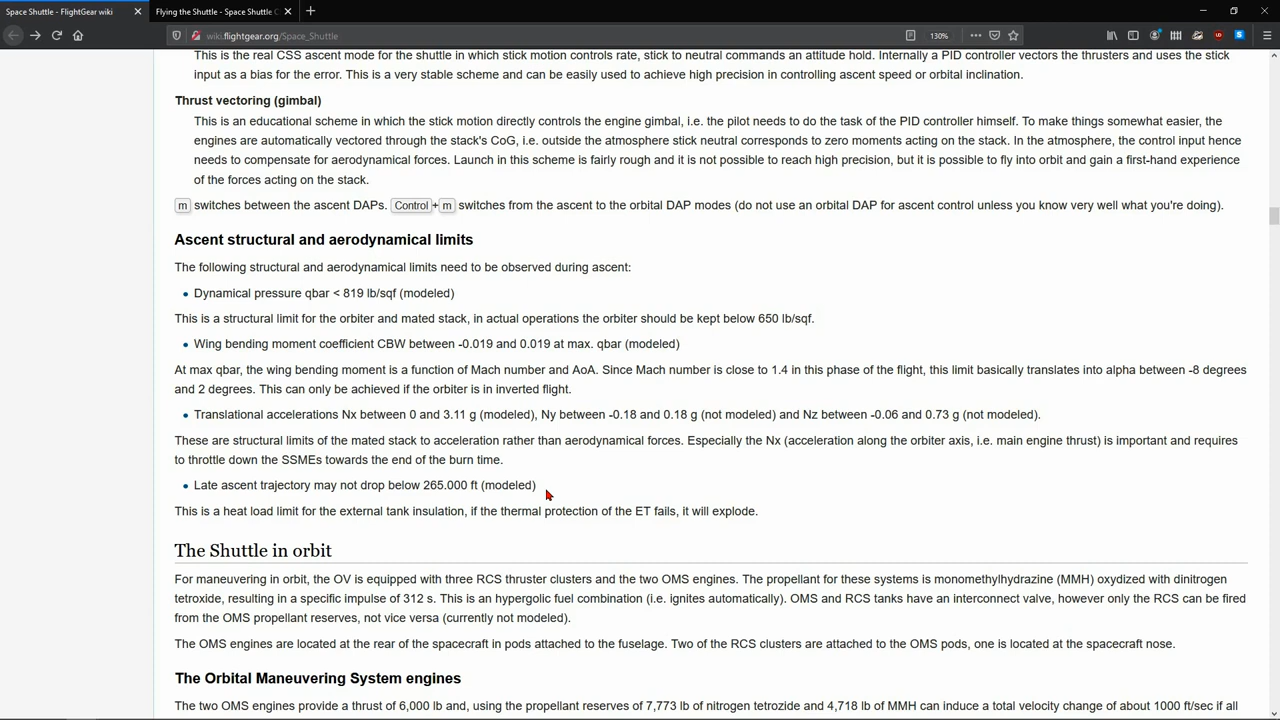 Space Shuttle - FlightGear wiki
Flying the Shuttle - Space Shuttle
wiki.flightgear.org/Space_Shuttle
130%
This is the real CSS ascent mode for the shuttle in which stick motion controls rate, stick to neutral commands an attitude hold. Internally a PID controller vectors the thrusters and uses the stick
input as a bias for the error. This is a very stable scheme and can be easily used to achieve high precision in controlling ascent speed or orbital inclination.
Thrust vectoring (gimbal)
This is an educational scheme in which the stick motion directly controls the engine gimbal, i.e. the pilot needs to do the task of the PID controller himself. To make things somewhat easier, the
engines are automatically vectored through the stack's CoG, i.e. outside the atmosphere stick neutral corresponds to zero moments acting on the stack. In the atmosphere, the control input hence
needs to compensate for aerodynamical forces. Launch in this scheme is fairly rough and it is not possible to reach high precision, but it is possible to fly into orbit and gain a first-hand experience
of the forces acting on the stack.
m switches between the ascent DAPs. Control+m switches from the ascent to the orbital DAP modes (do not use an orbital DAP for ascent control unless you know very well what you're doing).
Ascent structural and aerodynamical limits
The following structural and aerodynamical limits need to be observed during ascent:
• Dynamical pressure qbar < 819 lb/sqf (modeled)
This is a structural limit for the orbiter and mated stack, in actual operations the orbiter should be kept below 650 lb/sqf.
• Wing bending moment coefficient CBW between -0.019 and 0.019 at max. qbar (modeled)
At max qbar, the wing bending moment is a function of Mach number and AoA. Since Mach number is close to 1.4 in this phase of the flight, this limit basically translates into alpha between -8 degrees
and 2 degrees. This can only be achieved if the orbiter is in inverted flight.
• Translational accelerations Nx between 0 and 3.11 g (modeled), Ny between -0.18 and 0.18 g (not modeled) and Nz between -0.06 and 0.73 g (not modeled).
These are structural limits of the mated stack to acceleration rather than aerodynamical forces. Especially the Nx (acceleration along the orbiter axis, i.e. main engine thrust) is important and requires
to throttle down the SSMEs towards the end of the burn time.
• Late ascent trajectory may not drop below 265.000 ft (modeled)
This is a heat load limit for the external tank insulation, if the thermal protection of the ET fails, it will explode.
The Shuttle in orbit
For maneuvering in orbit, the OV is equipped with three RCS thruster clusters and the two OMS engines. The propellant for these systems is monomethylhydrazine (MMH) oxydized with dinitrogen
tetroxide, resulting in a specific impulse of 312 s. This is an hypergolic fuel combination (i.e. ignites automatically). OMS and RCS tanks have an interconnect valve, however only the RCS can be fired
from the OMS propellant reserves, not vice versa (currently not modeled).
The OMS engines are located at the rear of the spacecraft in pods attached to the fuselage. Two of the RCS clusters are attached to the OMS pods, one is located at the spacecraft nose.
The Orbital Maneuvering System engines
The two OMS engines provide a thrust of 6,000 lb and, using the propellant reserves of 7,773 lb of nitrogen tetrozide and 4,718 lb of MMH can induce a total velocity change of about 1000 ft/sec if all